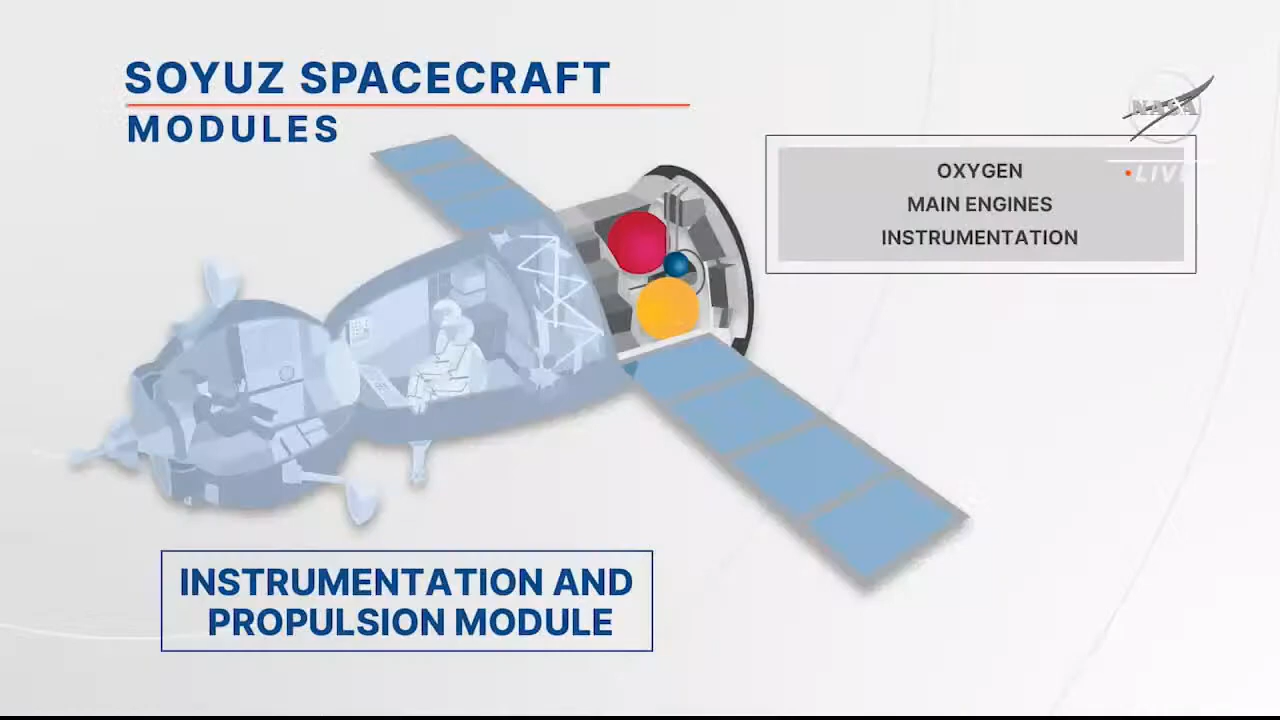 SOYUZ SPACECRAFT
MODULES
NASA
LIVE
OXYGEN
MAIN ENGINES
INSTRUMENTATION
INSTRUMENTATION AND
PROPULSION MODULE